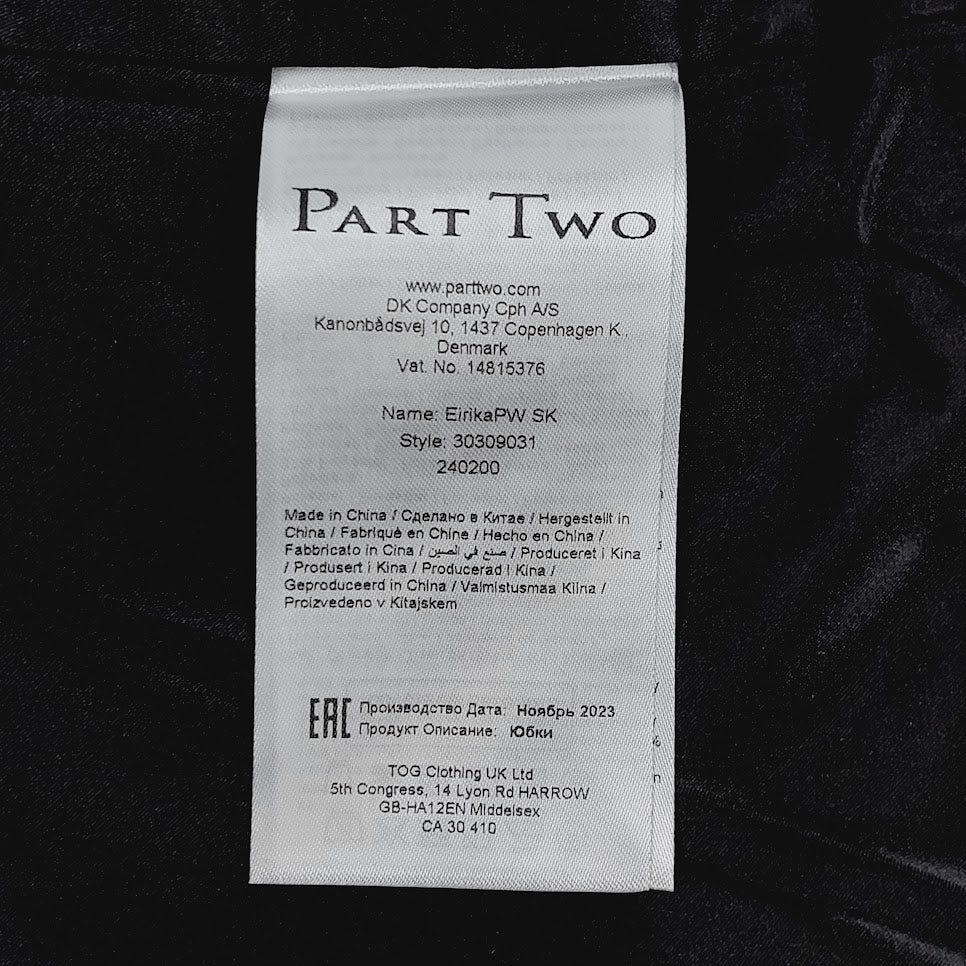 PART TWO
www.parttwo.com
DK Company Cph A/S
Kanonbådsvej 10, 1437 Copenhagen K.,
Denmark
Vat. No. 14815376
Name: EirikaPW SK
Style: 30309031
240200
Made in China / Сделано в Китае / Hergestellt in
China / Fabriqué en Chine / Hecho en China /
Fabbricato in Cina / صنع في الصين / Produceret i Kina
/ Produsert i Kina / Producerad i Kina /
Geproduceerd in China / Valmistusmaa Kiina /
Proizvedeno v Kitajskem
EAC Производство Дата: Ноябрь 2023
Продукт Описание: Юбки
TOG Clothing UK Ltd
5th Congress, 14 Lyon Rd HARROW
GB-HA12EN Middelsex
CA 30 410